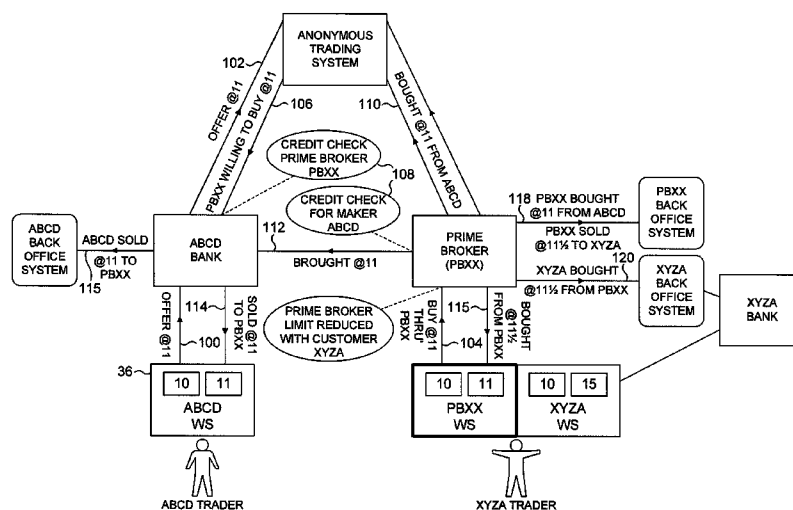 ANONYMOUS
TRADING
SYSTEM
102
OFFER @11
106
PBXX WILLING TO BUY @11
110
BOUGHT @11 FROM ABCD
CREDIT CHECK
PRIME BROKER
PBXX
108
CREDIT CHECK
FOR MAKER
ABCD
ABCD
BACK
OFFICE
SYSTEM
ABCD SOLD
@11 TO
PBXX
115
ABCD
BANK
112
BROUGHT @11
PRIME
BROKER
(PBXX)
118
PBXX BOUGHT
@11 FROM ABCD
PBXX SOLD
@11½ TO XYZA
PBXX
BACK
OFFICE
SYSTEM
XYZA BOUGHT
120
@11½ FROM PBXX
XYZA
BACK
OFFICE
SYSTEM
XYZA
BANK
OFFER @11
100
114
SOLD @11
TO PBXX
PRIME BROKER
LIMIT REDUCED
WITH CUSTOMER
XYZA
BUY @11
THRU'
PBXX
104
115
BOUGHT
@11½
FROM PBXX
36
10
11
ABCD
WS
10
11
PBXX
WS
10
15
XYZA
WS
ABCD TRADER
XYZA TRADER